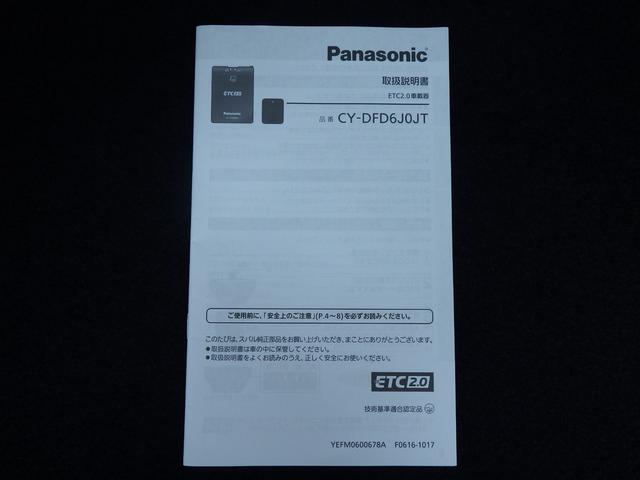 Panasonic
取扱説明書
ETC2.0車載器
品番 CY-DFD6J0JT
ETC2.0
Panasonic
ご使用前に、「安全上のご注意」(P.4～8)を必ずお読みください。
このたびは、スバル純正部品をお買い上げいただき、まことにありがとうございます。
●取扱説明書は車の中に保管してください。
●取扱説明書をよくお読みのうえ、正しく安全にお使いください。
ETC2.0
技術基準適合認定品
YEFM0600678A F0616-1017